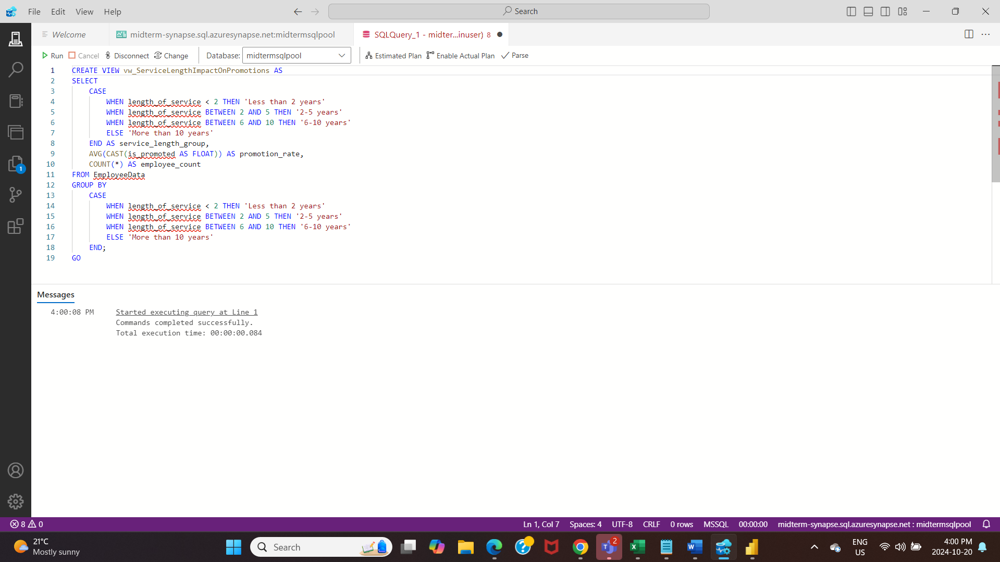 File Edit View Help
Search
Welcome
midterm-synapse.sql.azuresynapse.net:midtermsqlpool
SQLQuery_1 - midter...inuser) 8
Run Cancel Disconnect Change Database: midtermsqlpool Estimated Plan Enable Actual Plan Parse
1 CREATE VIEW vw_ServiceLengthImpactOnPromotions AS
2 SELECT
3 CASE
4 WHEN length_of_service < 2 THEN 'Less than 2 years'
5 WHEN length_of_service BETWEEN 2 AND 5 THEN '2-5 years'
6 WHEN length_of_service BETWEEN 6 AND 10 THEN '6-10 years'
7 ELSE 'More than 10 years'
8 END AS service_length_group,
9 AVG(CAST(is_promoted AS FLOAT)) AS promotion_rate,
10 COUNT(*) AS employee_count
11 FROM EmployeeData
12 GROUP BY
13 CASE
14 WHEN length_of_service < 2 THEN 'Less than 2 years'
15 WHEN length_of_service BETWEEN 2 AND 5 THEN '2-5 years'
16 WHEN length_of_service BETWEEN 6 AND 10 THEN '6-10 years'
17 ELSE 'More than 10 years'
18 END;
19 GO
1
Messages
4:00:08 PM Started executing query at Line 1
Commands completed successfully.
Total execution time: 00:00:00.084
8 0
Ln 1, Col 7 Spaces: 4 UTF-8 CRLF 0 rows MSSQL 00:00:00 midterm-synapse.sql.azuresynapse.net : midtermsqlpool
21°C
Mostly sunny
Search
2
ENG
US
4:00 PM
2024-10-20